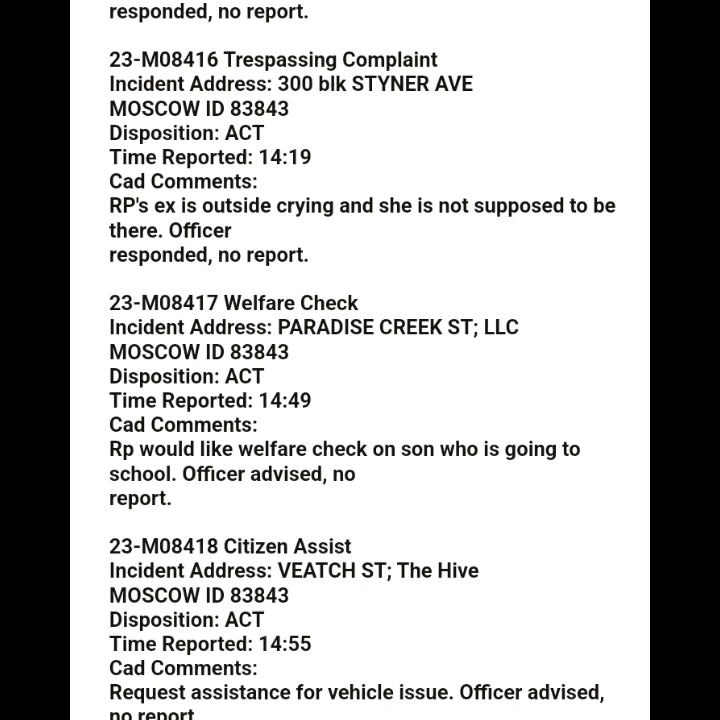 responded, no report.
23-M08416 Trespassing Complaint
Incident Address: 300 blk STYNER AVE
MOSCOW ID 83843
Disposition: ACT
Time Reported: 14:19
Cad Comments:
RP's ex is outside crying and she is not supposed to be
there. Officer
responded, no report.
23-M08417 Welfare Check
Incident Address: PARADISE CREEK ST; LLC
MOSCOW ID 83843
Disposition: ACT
Time Reported: 14:49
Cad Comments:
Rp would like welfare check on son who is going to
school. Officer advised, no
report.
23-M08418 Citizen Assist
Incident Address: VEATCH ST; The Hive
MOSCOW ID 83843
Disposition: ACT
Time Reported: 14:55
Cad Comments:
Request assistance for vehicle issue. Officer advised,
no report